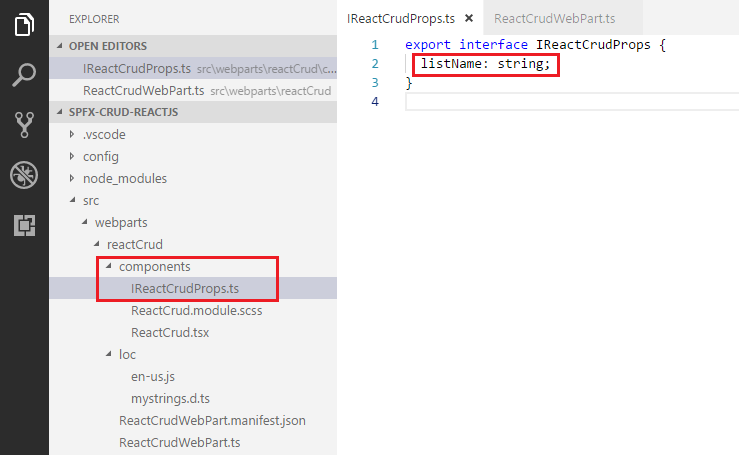 EXPLORER
OPEN EDITORS
IReactCrudProps.ts src\webparts\reactCrud\c...
ReactCrudWebPart.ts src\webparts\reactCrud
SPFX-CRUD-REACTJS
.vscode
config
node_modules
src
webparts
reactCrud
components
IReactCrudProps.ts
ReactCrud.module.scss
ReactCrud.tsx
loc
en-us.js
mystrings.d.ts
ReactCrudWebPart.manifest.json
ReactCrudWebPart.ts
IReactCrudProps.ts × ReactCrudWebPart.ts
1 export interface IReactCrudProps {
2 listName: string;
3 }
4